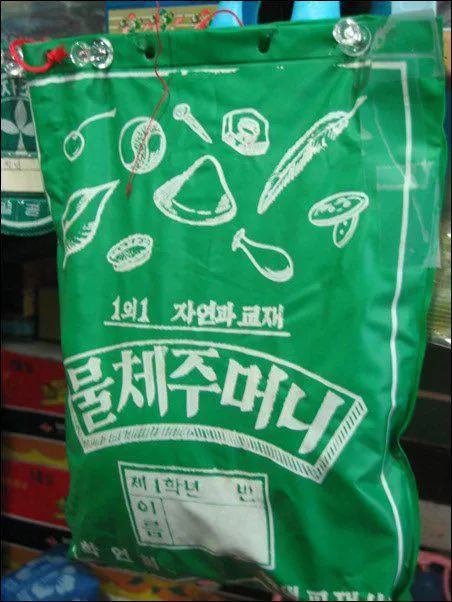 1의1 자연과 교재
물체주머니
제1학년 반
이
름